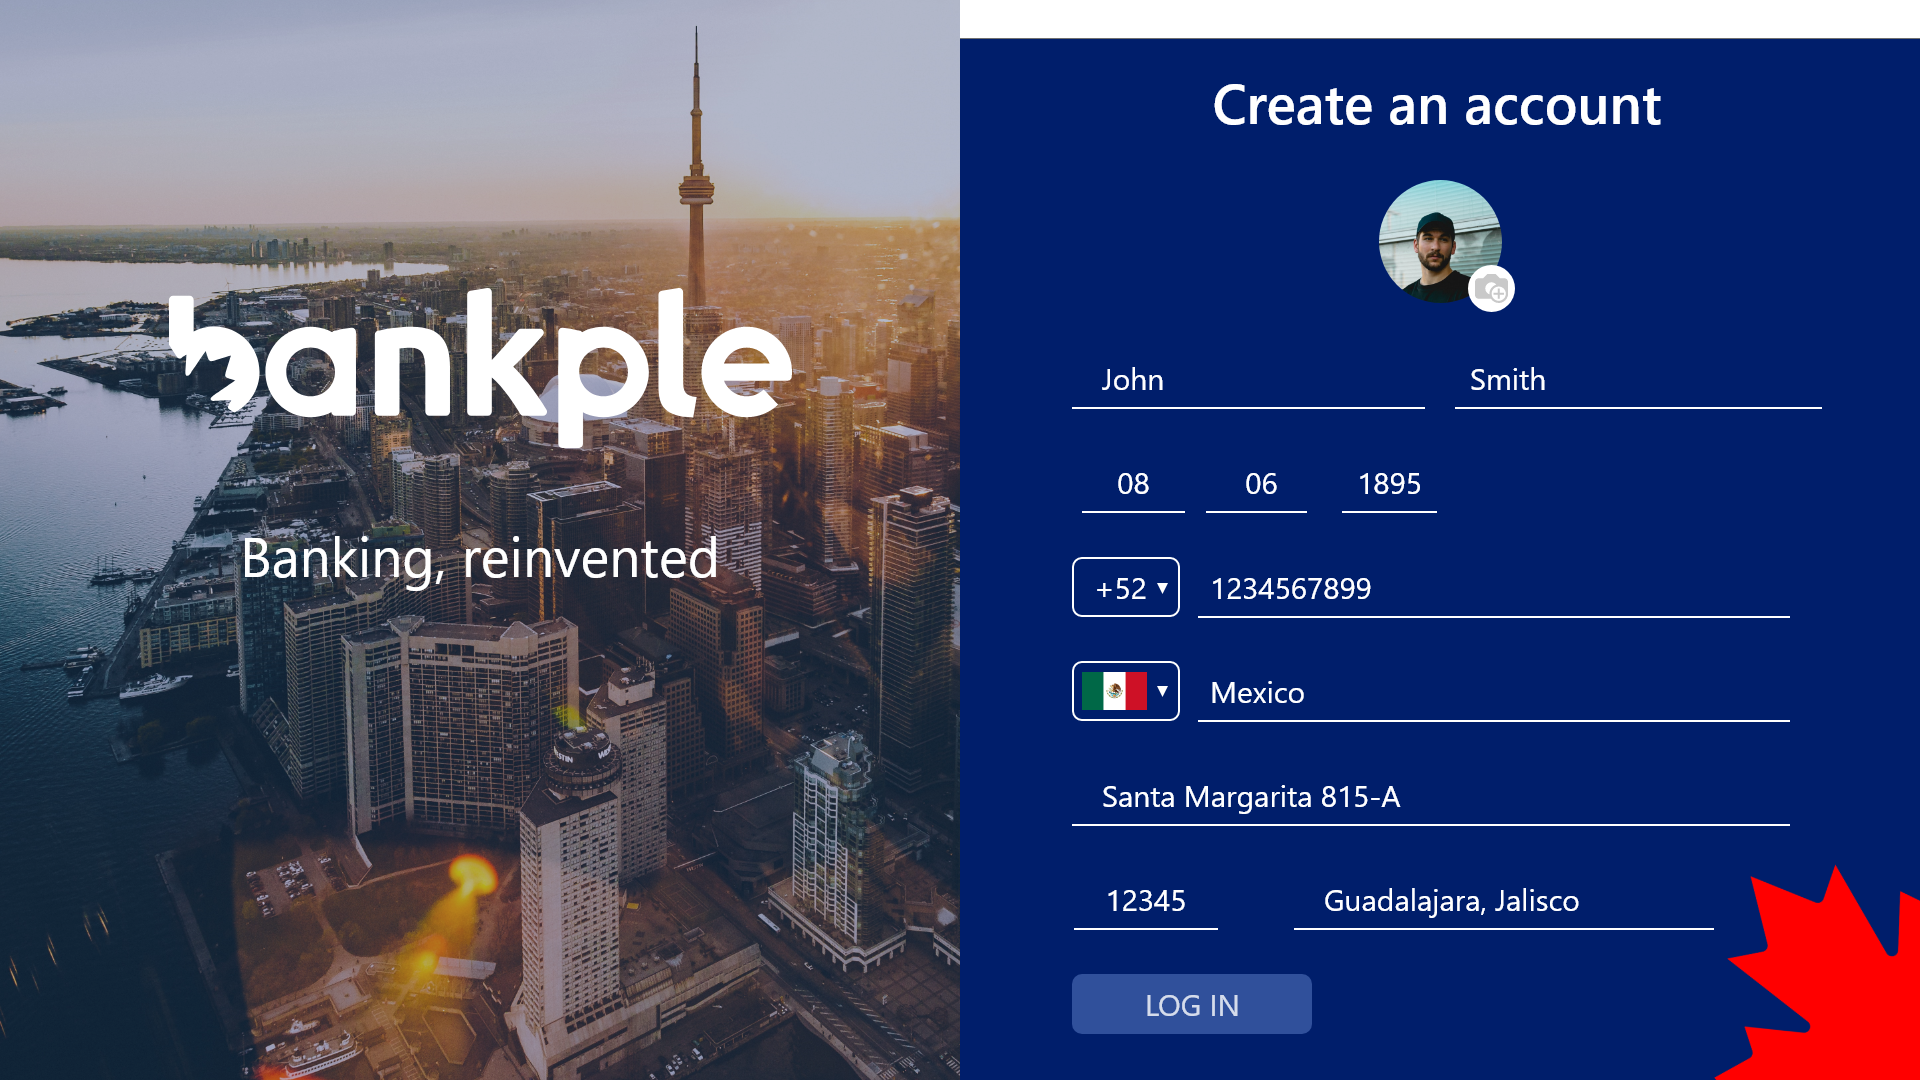 bankple
Banking, reinvented
Create an account
John Smith
08 06 1895
+52 1234567899
Mexico
Santa Margarita 815-A
12345 Guadalajara, Jalisco
LOG IN